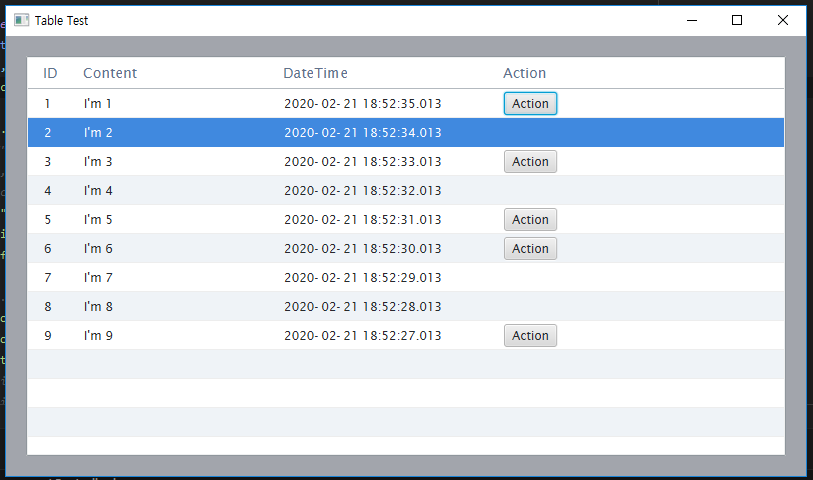 Table Test
ID Content DateTime Action
1 I'm 1 2020-02-21 18:52:35.013 Action
2 I'm 2 2020-02-21 18:52:34.013
3 I'm 3 2020-02-21 18:52:33.013 Action
4 I'm 4 2020-02-21 18:52:32.013
5 I'm 5 2020-02-21 18:52:31.013 Action
6 I'm 6 2020-02-21 18:52:30.013 Action
7 I'm 7 2020-02-21 18:52:29.013
8 I'm 8 2020-02-21 18:52:28.013
9 I'm 9 2020-02-21 18:52:27.013 Action